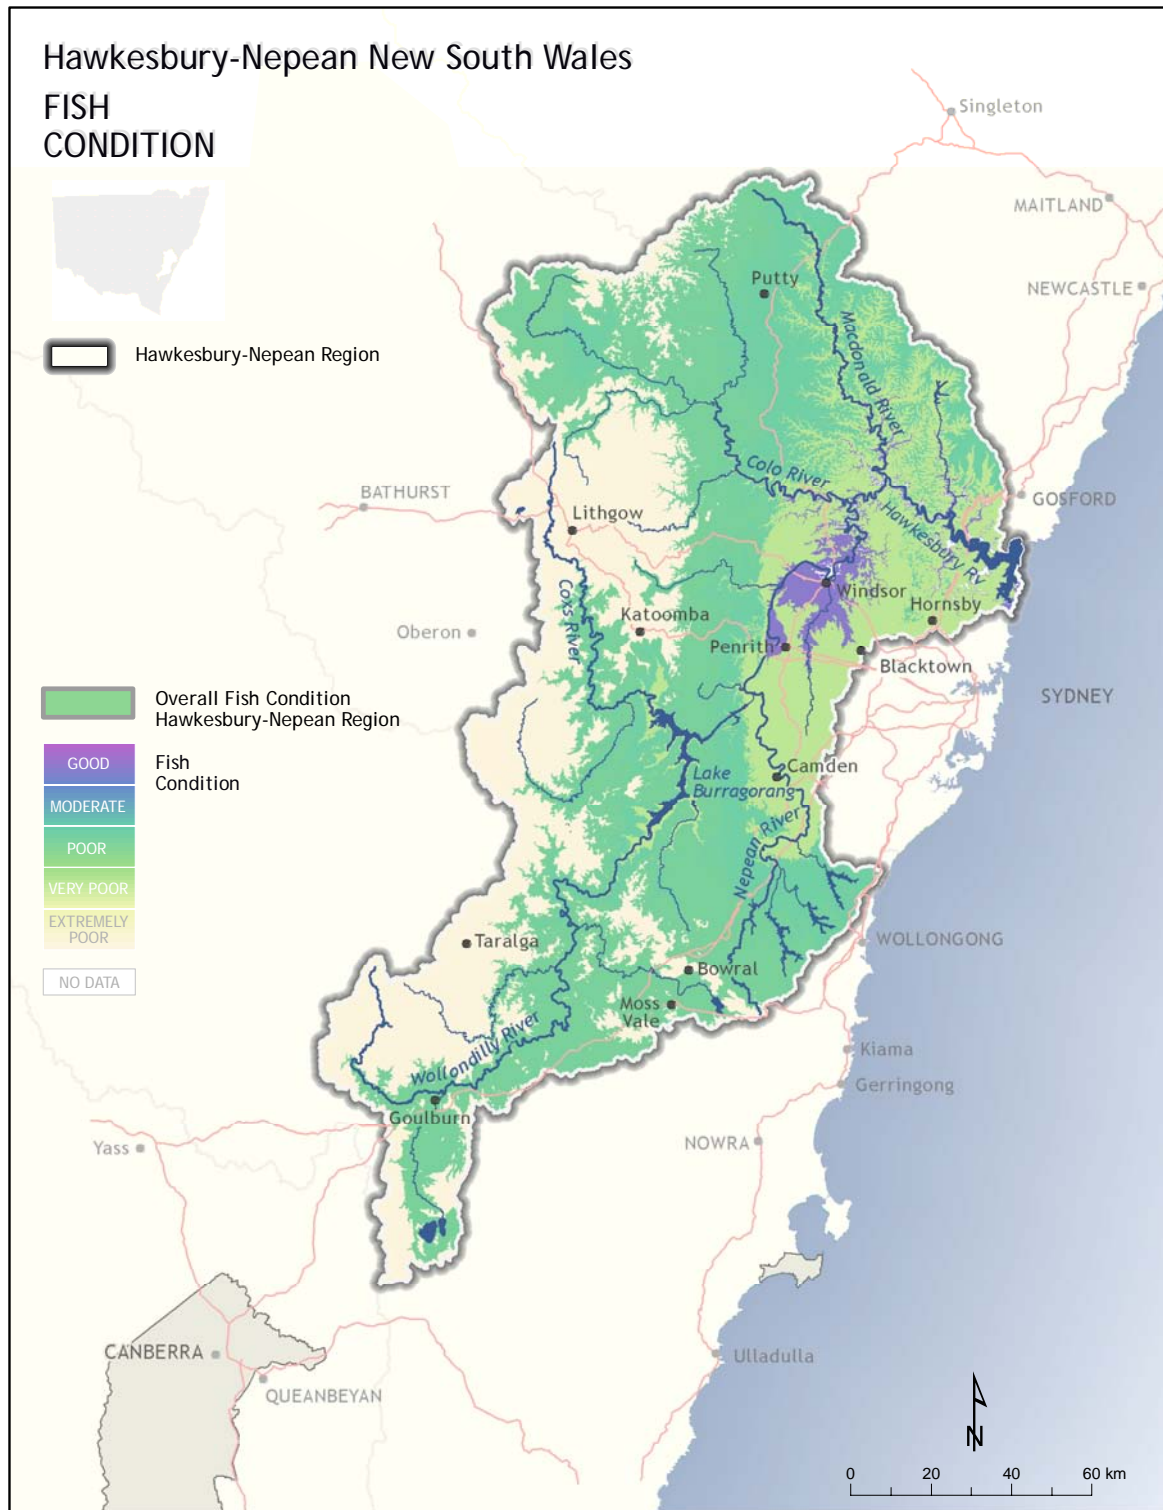 Hawkesbury-Nepean New South Wales
FISH
CONDITION
Singleton
MAITLAND
NEWCASTLE
Putty
Macdonald River
Hawkesbury-Nepean Region
Colo River
BATHURST
GOSFORD
Lithgow
Hawkesbury Rv
Coxs River
Windsor
Hornsby
Katoomba
Oberon
Penrith
Blacktown
SYDNEY
Overall Fish Condition
Hawkesbury-Nepean Region
GOOD
Fish
Condition
MODERATE
POOR
VERY POOR
EXTREMELY
POOR
NO DATA
Camden
Lake
Burragorang
Nepean River
Taralga
WOLLONGONG
Bowral
Moss
Vale
Wollondilly River
Kiama
Gerringong
Goulburn
Yass
NOWRA
CANBERRA
Ulladulla
QUEANBEYAN
N
0 20 40 60 km